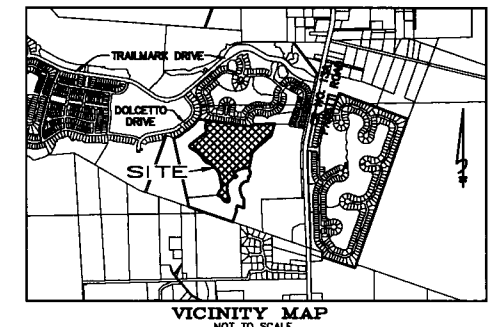 TRAILMARK DRIVE
DOLCETTO
DRIVE
SITE
VICINITY MAP
NOT TO SCALE